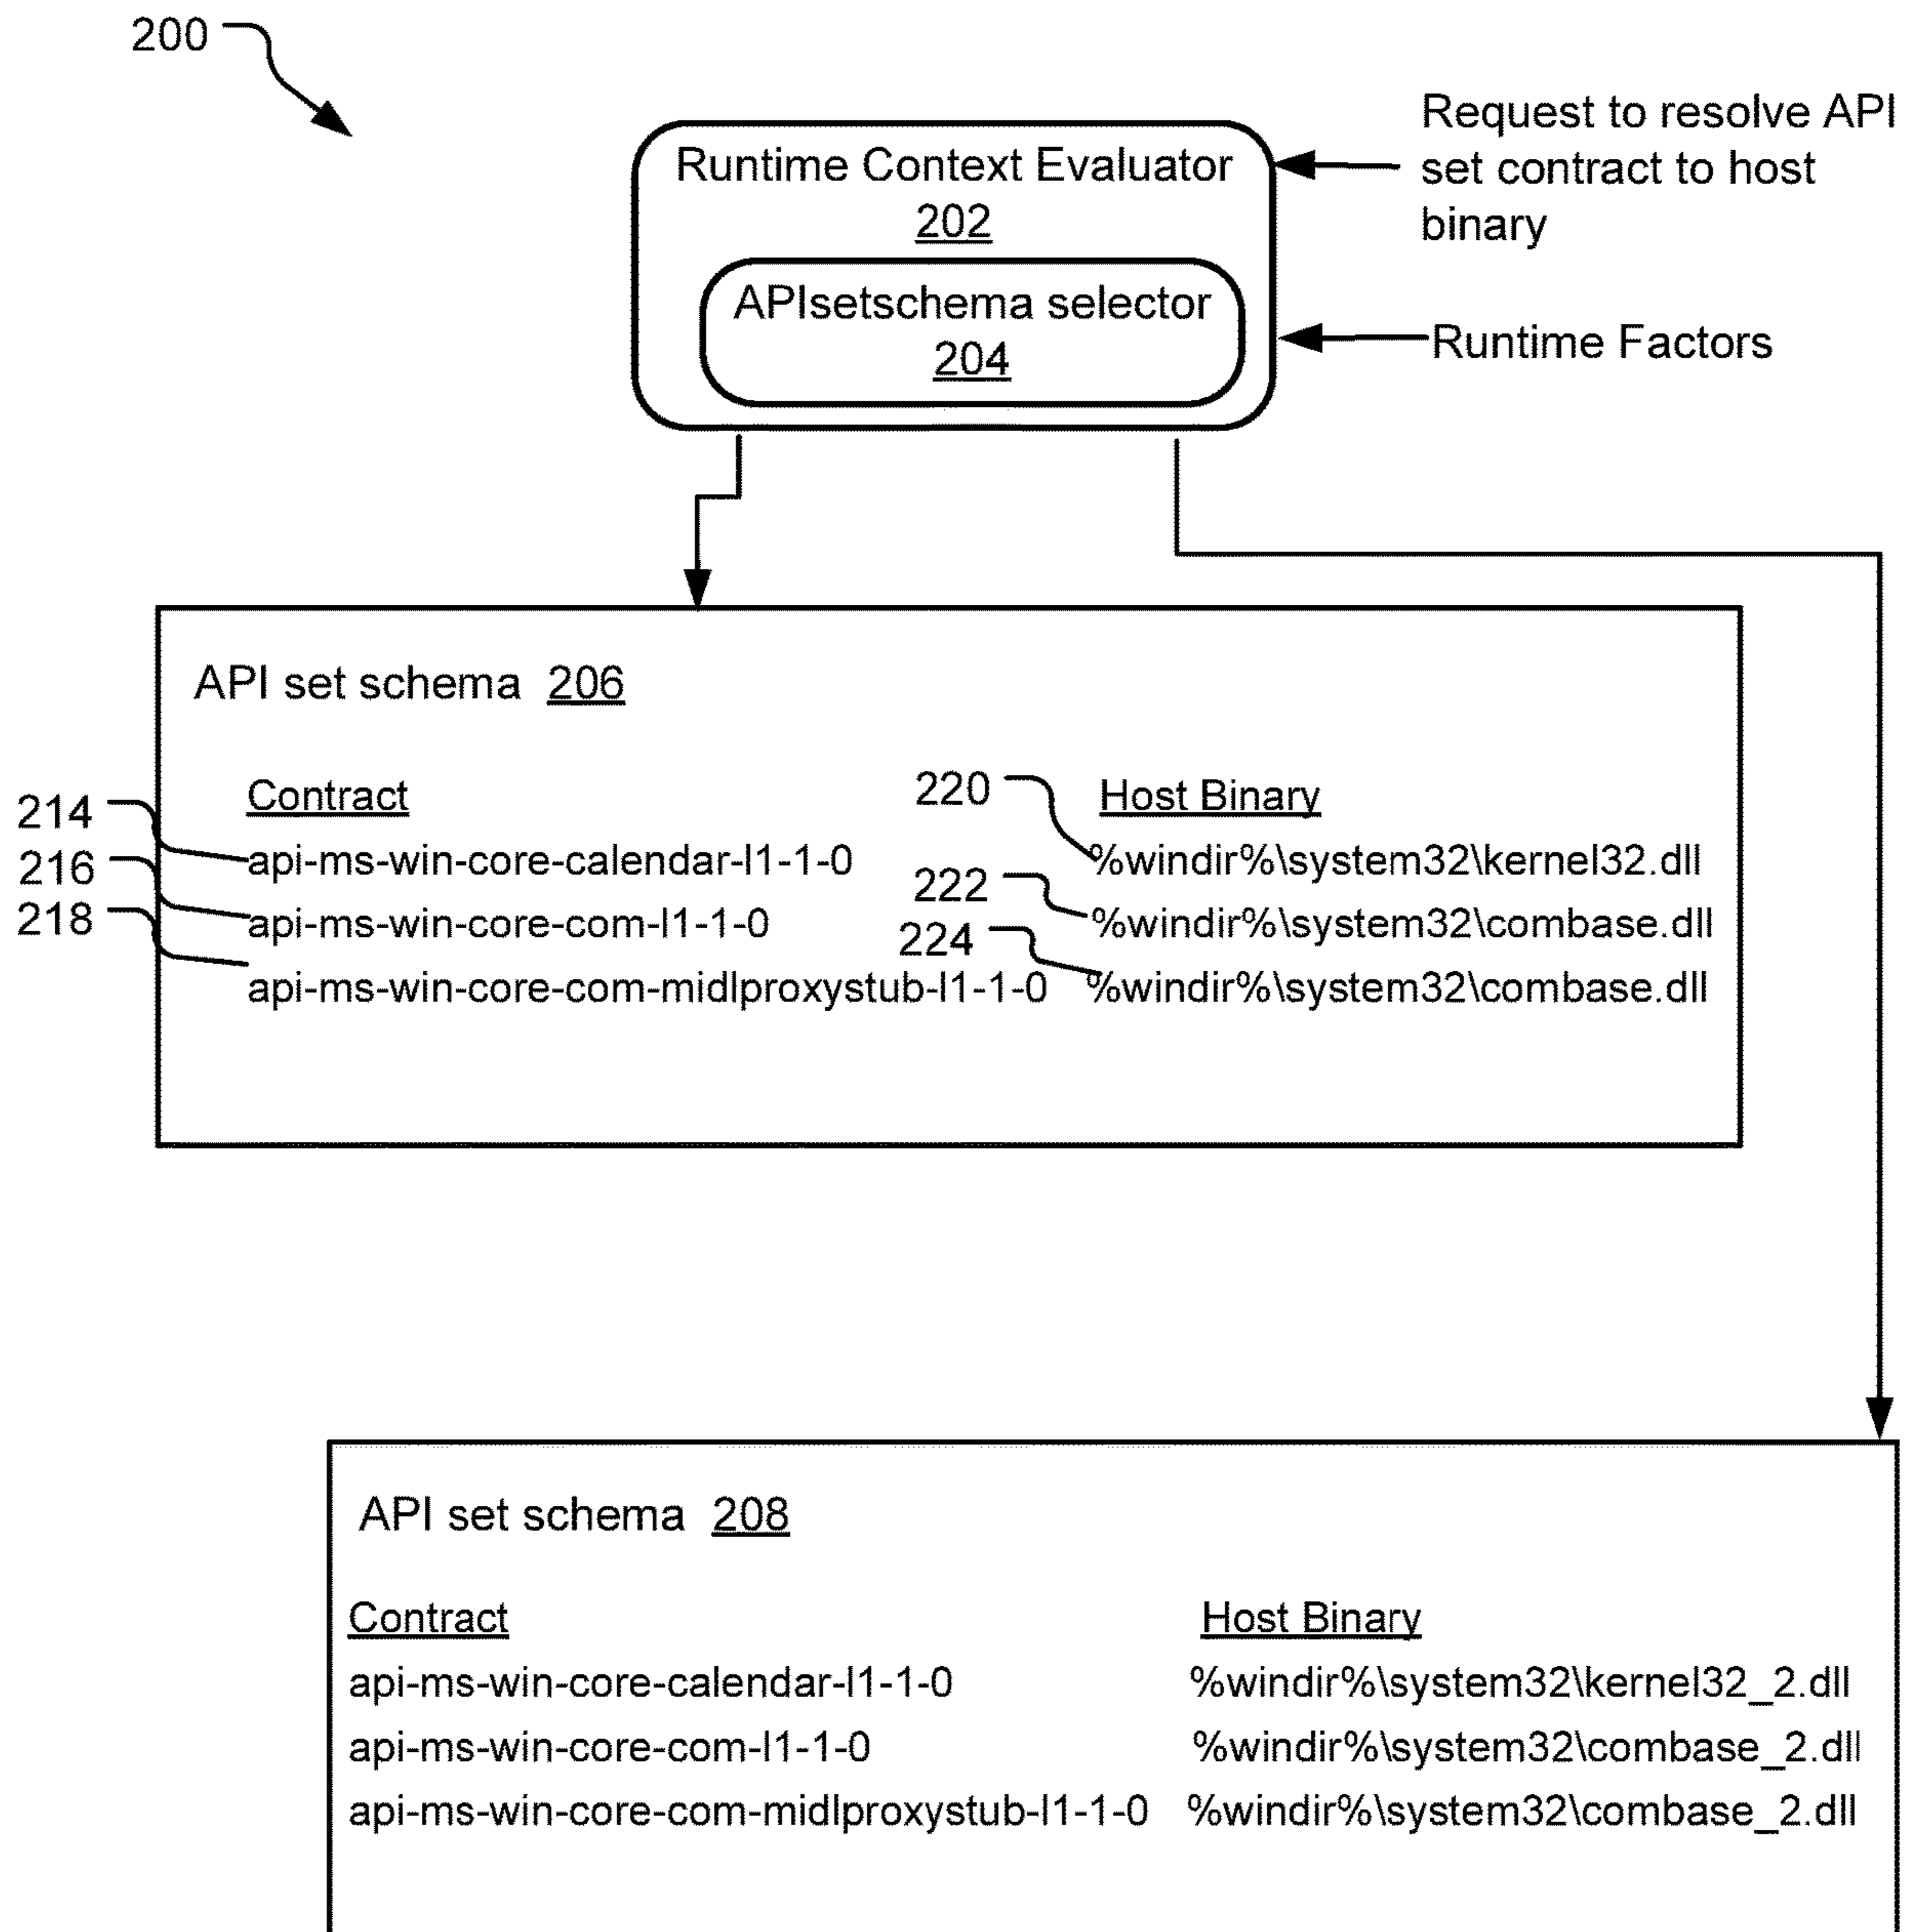 200
Request to resolve API
set contract to host
binary
Runtime Context Evaluator
202
APIsetschema selector
204
Runtime Factors
API set schema 206
Contract
Host Binary
214
220
api-ms-win-core-calendar-l1-1-0
%windir%\system32\kernel32.dll
216
222
api-ms-win-core-com-l1-1-0
%windir%\system32\combase.dll
218
224
api-ms-win-core-com-midlproxystub-l1-1-0
%windir%\system32\combase.dll
API set schema 208
Contract
Host Binary
api-ms-win-core-calendar-l1-1-0
%windir%\system32\kernel32_2.dll
api-ms-win-core-com-l1-1-0
%windir%\system32\combase_2.dll
api-ms-win-core-com-midlproxystub-l1-1-0
%windir%\system32\combase_2.dll